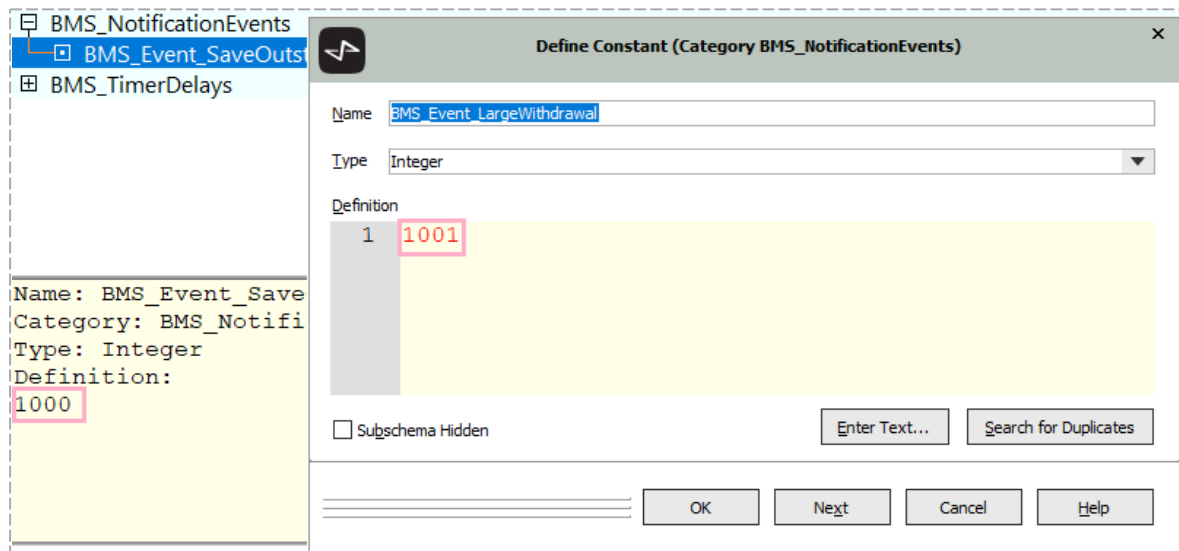 BMS_NotificationEvents
BMS_Event_SaveOutst
BMS_TimerDelays
Name: BMS_Event_Save
Category: BMS_Notifi
Type: Integer
Definition:
1000
Define Constant (Category BMS_NotificationEvents)
Name BMS_Event_LargeWithdrawal
Type Integer
Definition
1 1001
Subschema Hidden
Enter Text... Search for Duplicates
OK Next Cancel Help